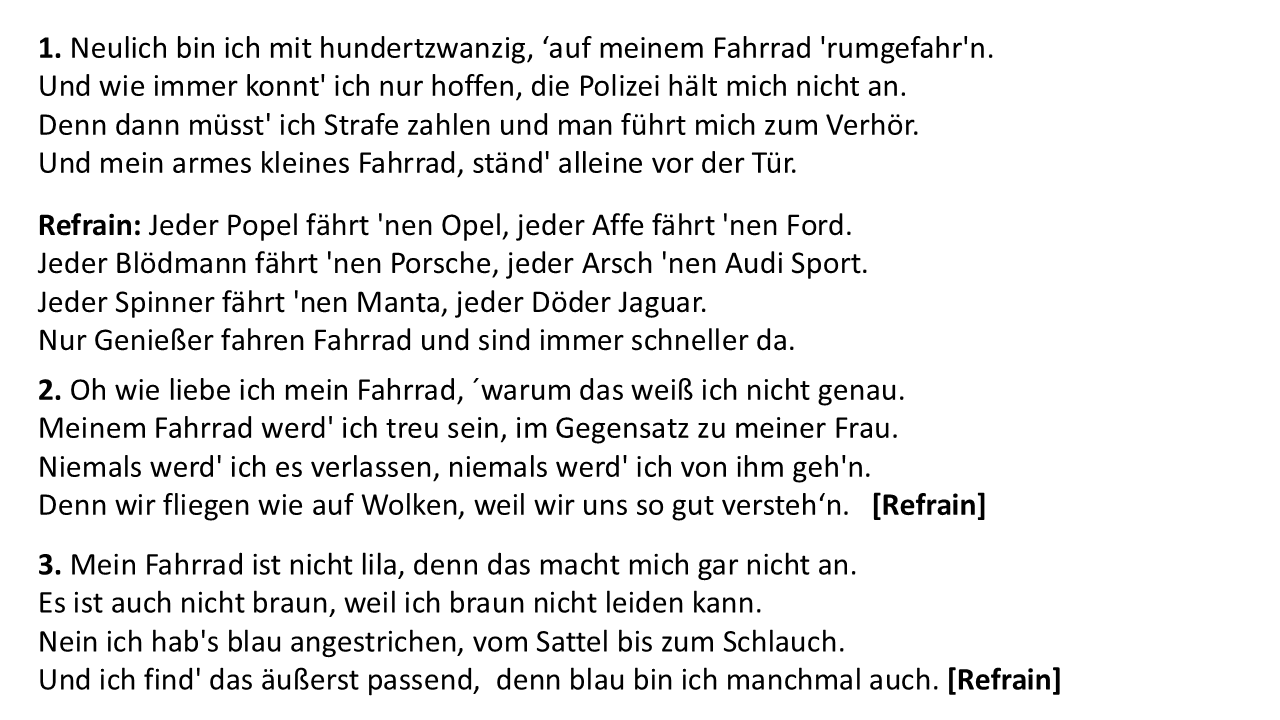 1. Neulich bin ich mit hundertzwanzig, ‘auf meinem Fahrrad 'rumgefahr'n.
Und wie immer konnt' ich nur hoffen, die Polizei hält mich nicht an.
Denn dann müsst' ich Strafe zahlen und man führt mich zum Verhör.
Und mein armes kleines Fahrrad, ständ' alleine vor der Tür.
Refrain: Jeder Popel fährt 'nen Opel, jeder Affe fährt 'nen Ford.
Jeder Blödmann fährt 'nen Porsche, jeder Arsch 'nen Audi Sport.
Jeder Spinner fährt 'nen Manta, jeder Döder Jaguar.
Nur Genießer fahren Fahrrad und sind immer schneller da.
2. Oh wie liebe ich mein Fahrrad, ´warum das weiß ich nicht genau.
Meinem Fahrrad werd' ich treu sein, im Gegensatz zu meiner Frau.
Niemals werd' ich es verlassen, niemals werd' ich von ihm geh'n.
Denn wir fliegen wie auf Wolken, weil wir uns so gut versteh‘n. [Refrain]
3. Mein Fahrrad ist nicht lila, denn das macht mich gar nicht an.
Es ist auch nicht braun, weil ich braun nicht leiden kann.
Nein ich hab's blau angestrichen, vom Sattel bis zum Schlauch.
Und ich find' das äußerst passend, denn blau bin ich manchmal auch. [Refrain]